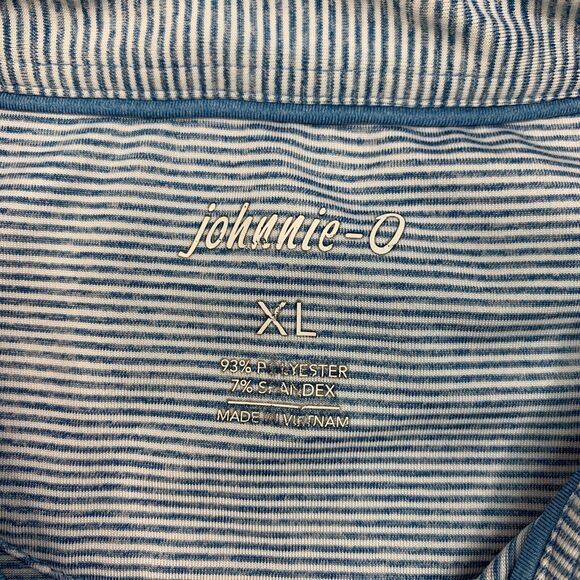 johnnie-O
XL
93% POLYESTER
7% SPANDEX
MADE IN VIETNAM